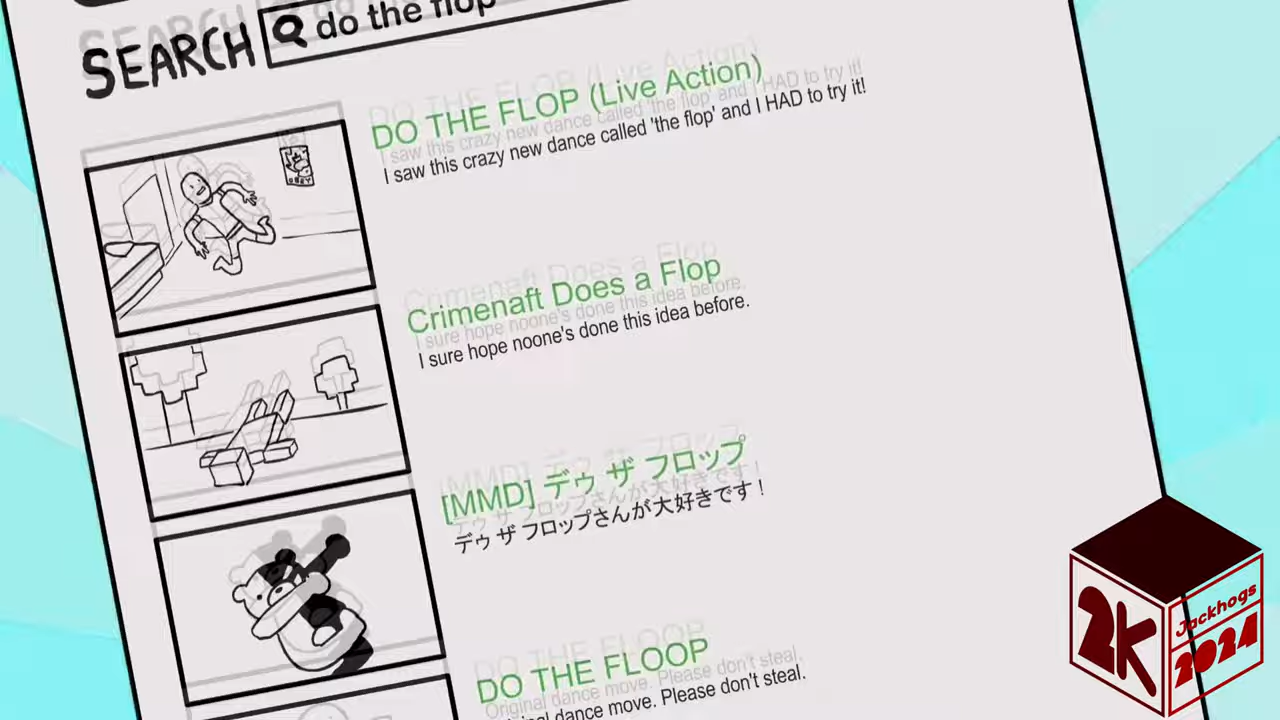 SEARCH do the flop
DO THE FLOP (Live Action)
I saw this crazy new dance called 'the flop' and I HAD to try it!
OBEY
Crimenaft Does a Flop
I sure hope noone's done this idea before.
[MMD] デゥ ザ フロップ
デゥ ザ フロップさんが大好きです！
DO THE FLOOP
Original dance move. Please don't steal.
2K
Jackhogs
2024